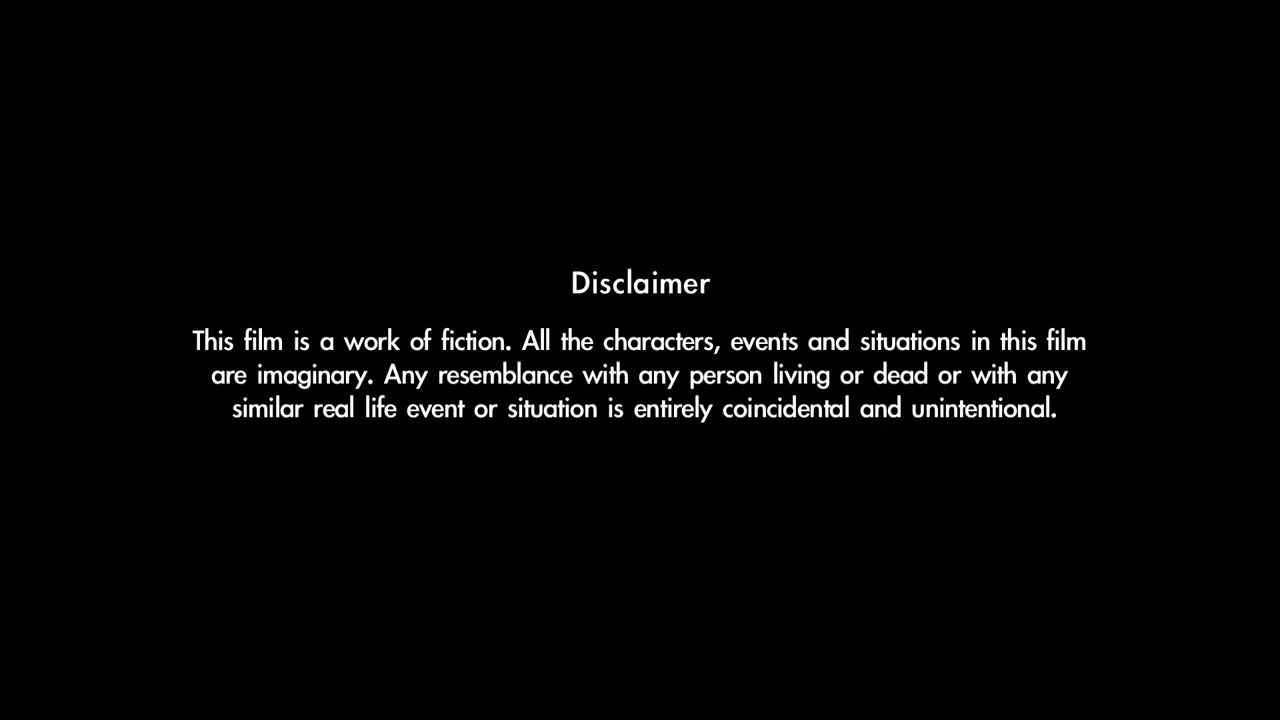 Disclaimer
This film is a work of fiction. All the characters, events and situations in this film
are imaginary. Any resemblance with any person living or dead or with any
similar real life event or situation is entirely coincidental and unintentional.